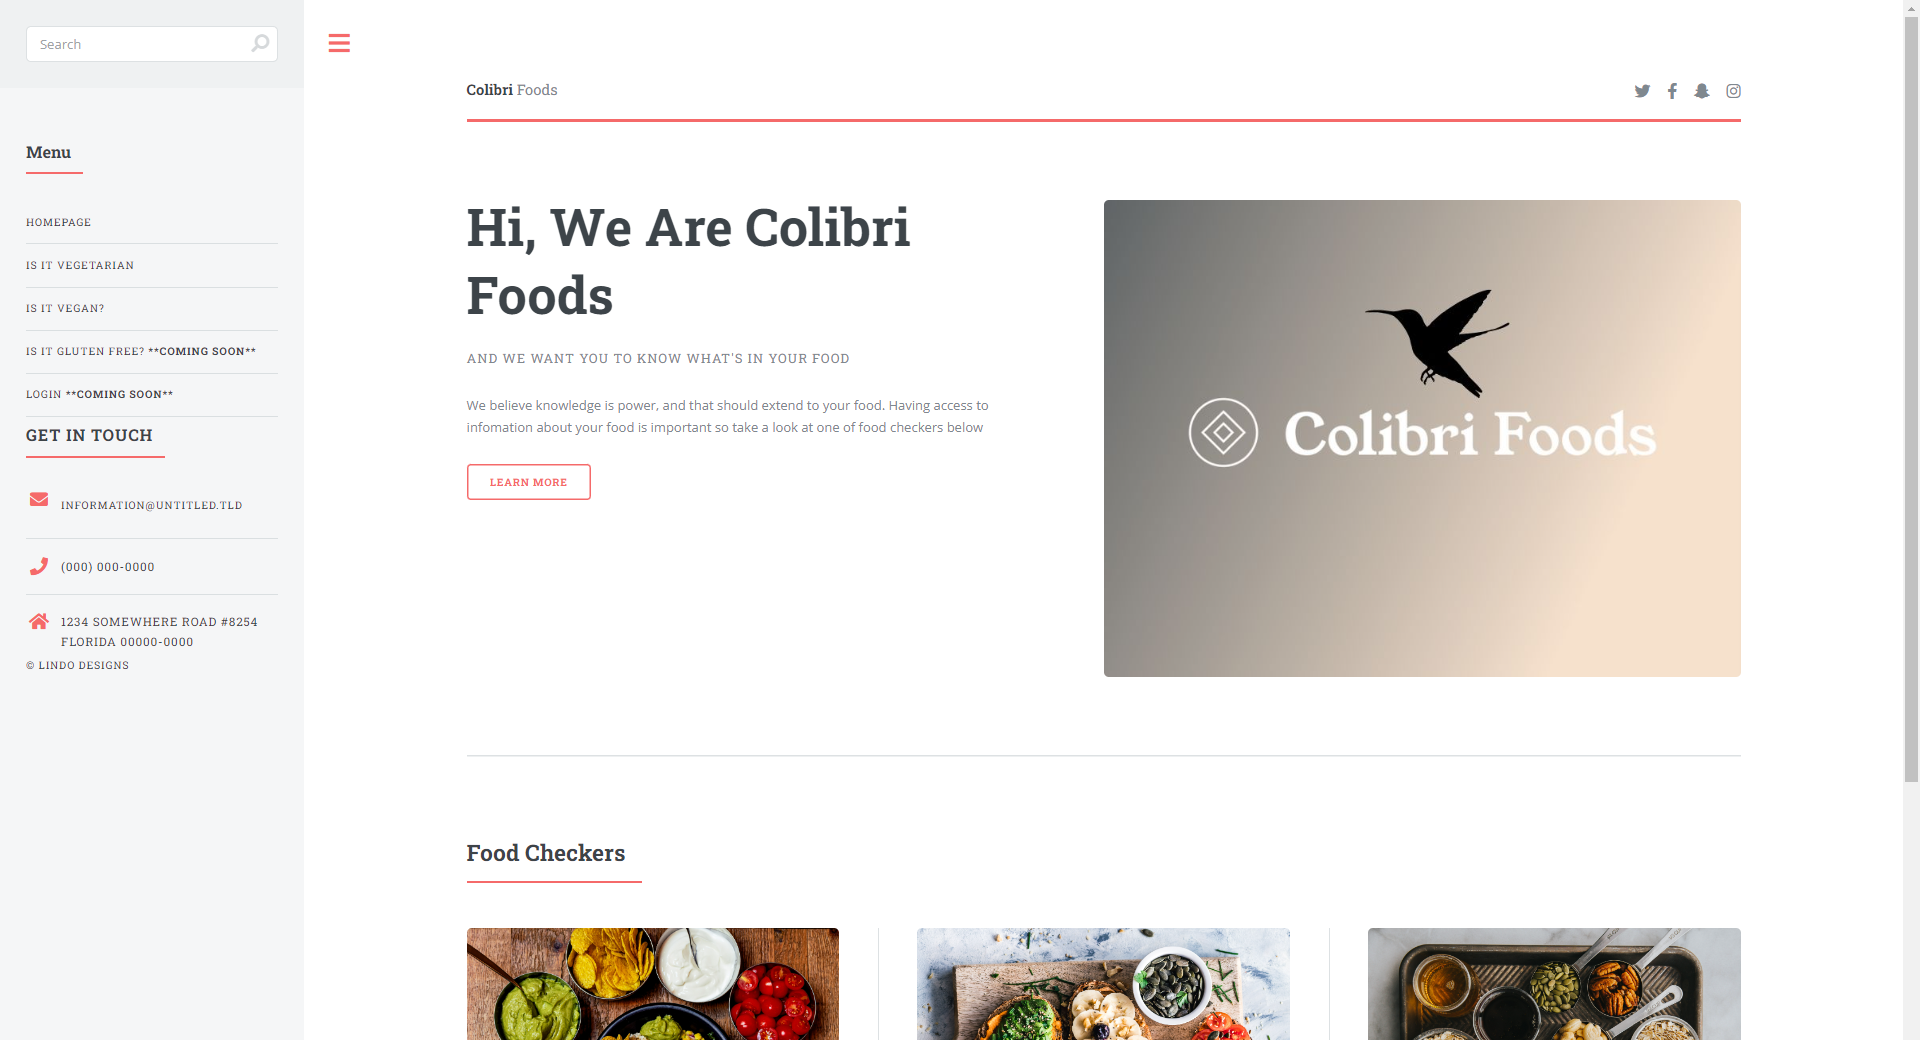 Search
Menu
HOMEPAGE
IS IT VEGETARIAN
IS IT VEGAN?
IS IT GLUTEN FREE? **COMING SOON**
LOGIN **COMING SOON**
GET IN TOUCH
INFORMATION@UNTITLED.TLD
(000) 000-0000
1234 SOMEWHERE ROAD #8254
FLORIDA 00000-0000
© LINDO DESIGNS
Colibri Foods
Hi, We Are Colibri
Foods
AND WE WANT YOU TO KNOW WHAT'S IN YOUR FOOD
We believe knowledge is power, and that should extend to your food. Having access to
infomation about your food is important so take a look at one of food checkers below
LEARN MORE
Colibri Foods
Food Checkers